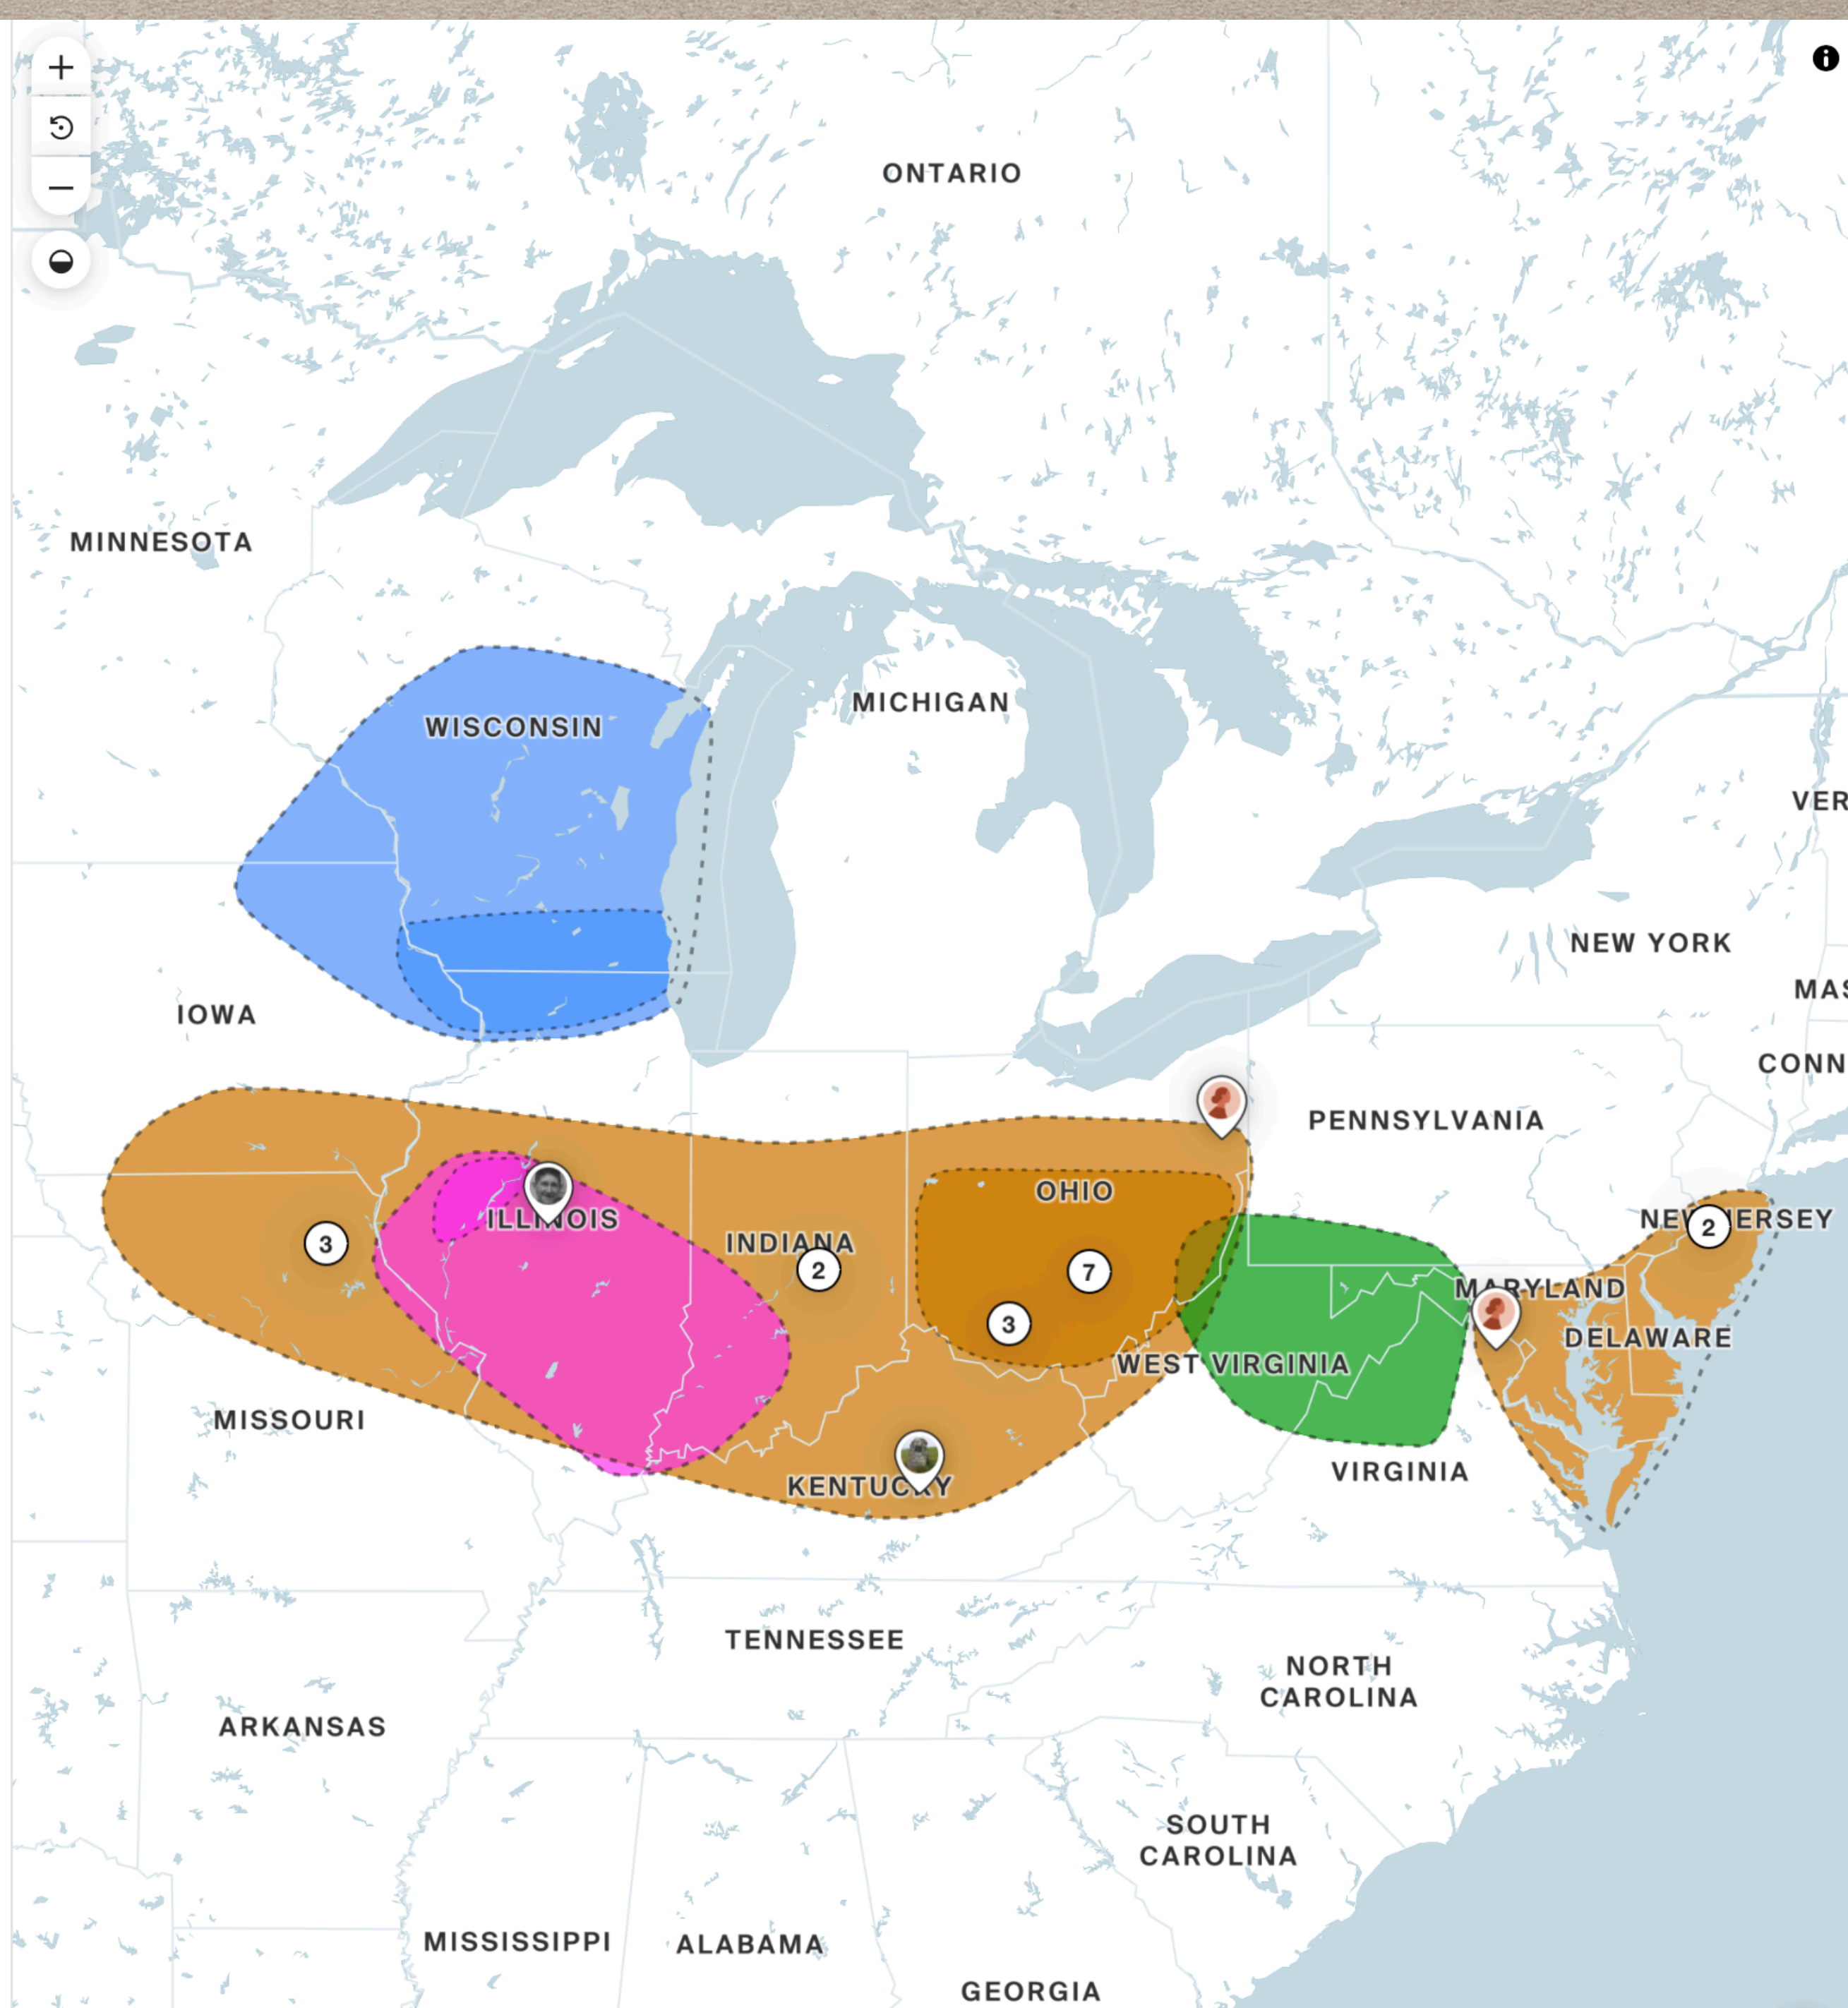 ONTARIO
MINNESOTA
MICHIGAN
WISCONSIN
VER
NEW YORK
MAS
IOWA
CONN
PENNSYLVANIA
OHIO
ILLINOIS
NEW JERSEY
2
3
INDIANA
2
7
MARYLAND
3
DELAWARE
WEST VIRGINIA
MISSOURI
VIRGINIA
KENTUCKY
TENNESSEE
NORTH
CAROLINA
ARKANSAS
SOUTH
CAROLINA
MISSISSIPPI
ALABAMA
GEORGIA